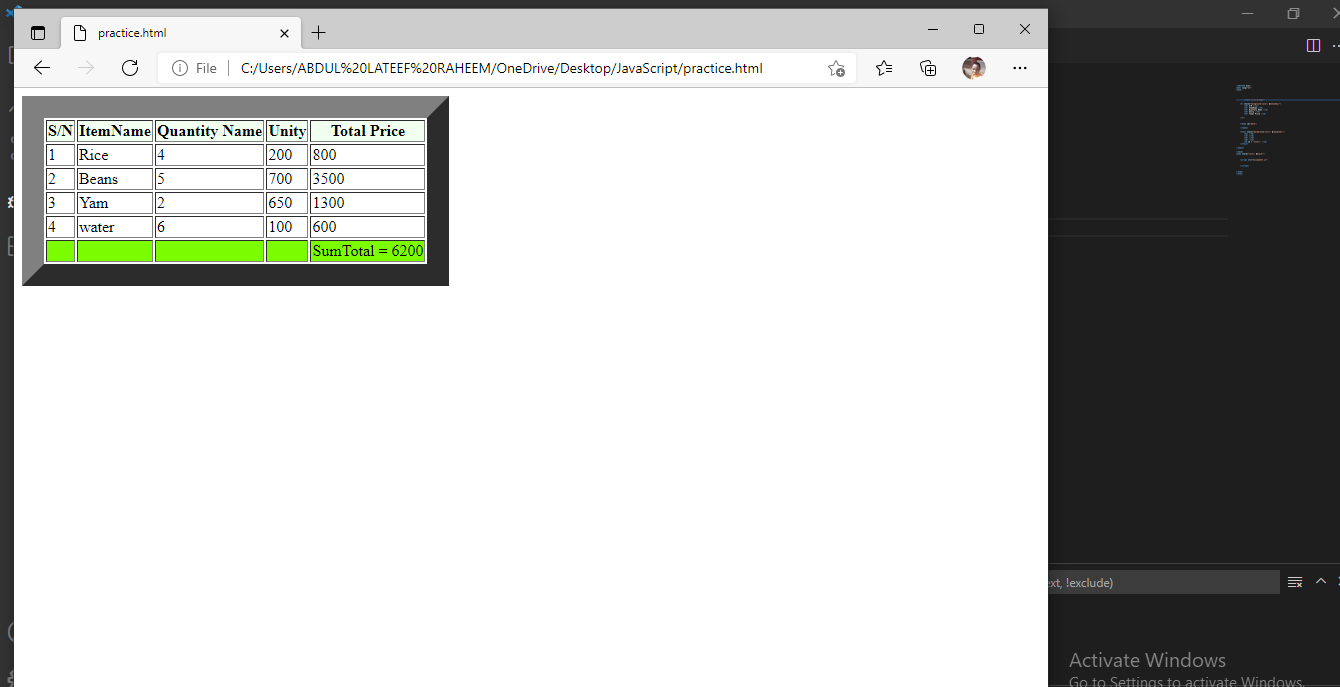 practice.html
File
C:/Users/ABDUL%20LATEEF%20RAHEEM/OneDrive/Desktop/JavaScript/practice.html
S/N ItemName Quantity Name Unity Total Price
1 Rice 4 200 800
2 Beans 5 700 3500
3 Yam 2 650 1300
4 water 6 100 600
SumTotal = 6200
ext, !exclude)
Activate Windows
Go to Settings to activate Windows.